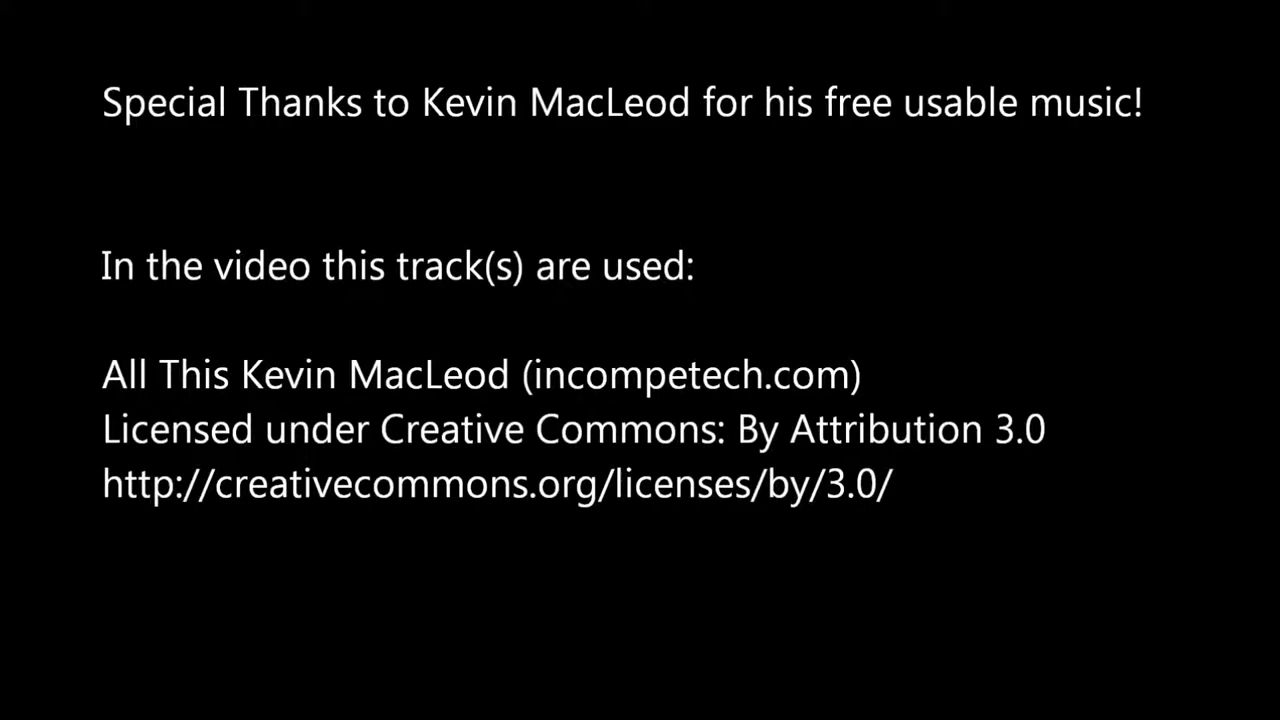 Special Thanks to Kevin MacLeod for his free usable music!
In the video this track(s) are used:
All This Kevin MacLeod (incompetech.com)
Licensed under Creative Commons: By Attribution 3.0
http://creativecommons.org/licenses/by/3.0/